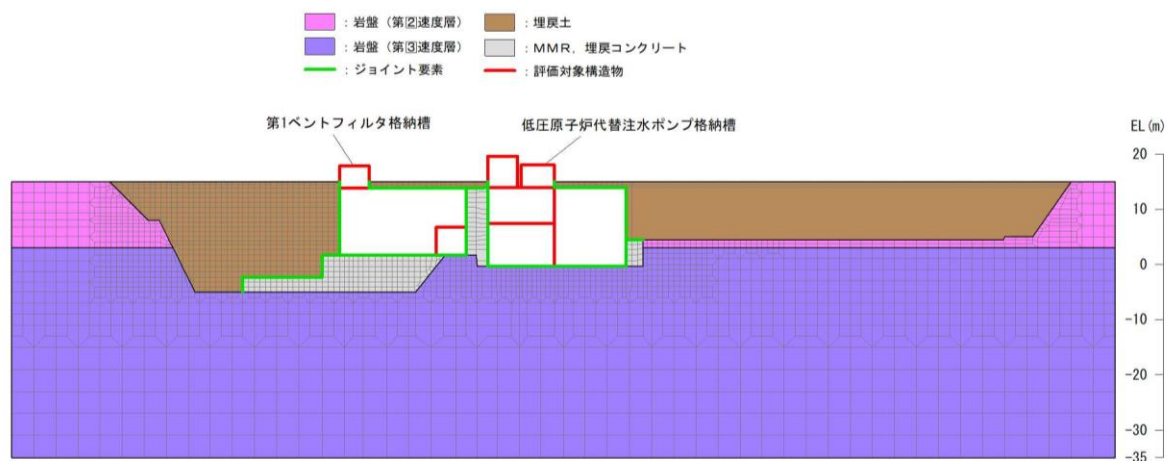 ：岩盤（第②速度層）
：埋戻土
：岩盤（第③速度層）
：ＭＭＲ，埋戻コンクリート
：ジョイント要素
：評価対象構造物
第1ベントフィルタ格納槽
低圧原子炉代替注水ポンプ格納槽
EL(m)
20
10
0
-10
-20
-30
-35